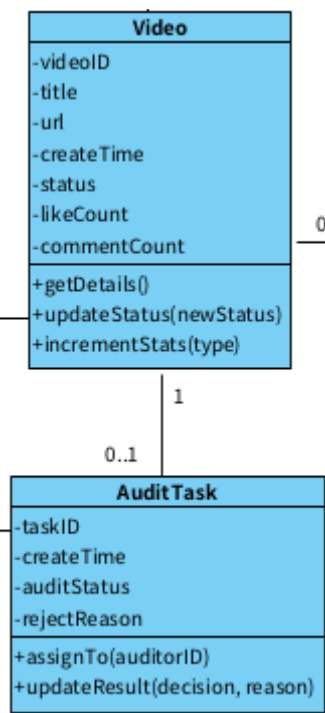 Video
-videoID
-title
-url
-createTime
-status
-likeCount
-commentCount
0
+getDetails()
+updateStatus(newStatus)
+incrementStats(type)
1
0..1
AuditTask
-taskID
-createTime
-auditStatus
-rejectReason
+assignTo(auditorID)
+updateResult(decision, reason)